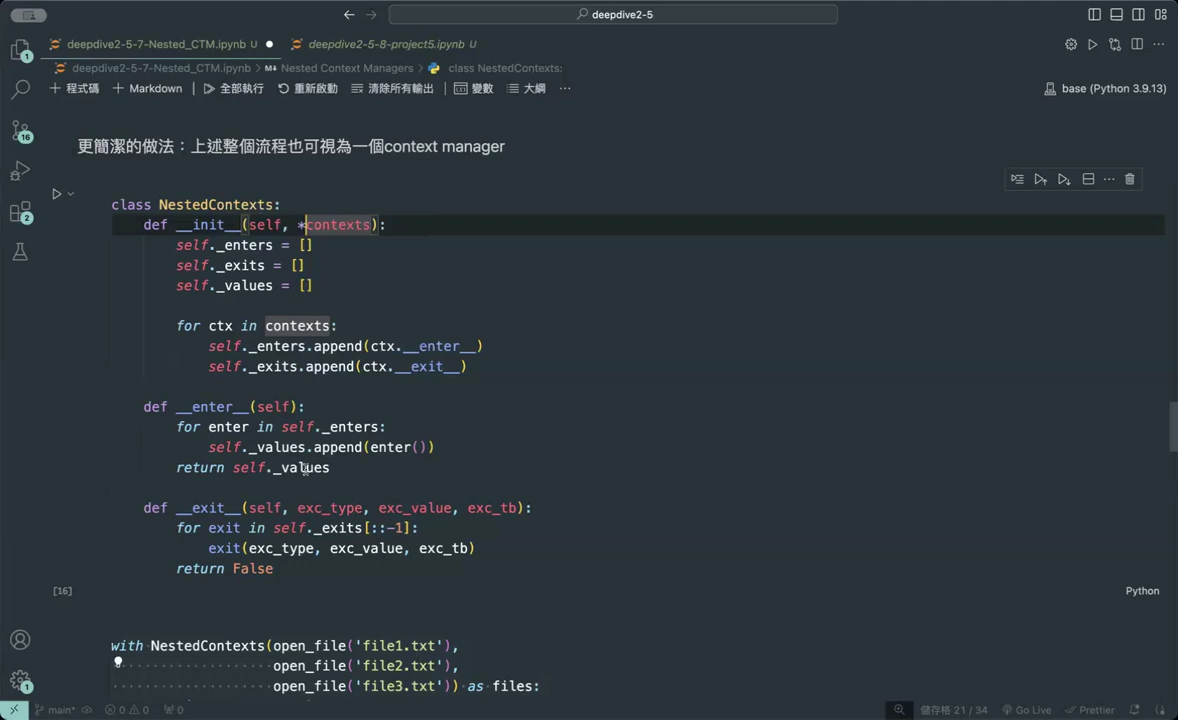 deepdive2-5
deepdive2-5-7-Nested_CTM.ipynb U
deepdive2-5-8-project5.ipynb U
deepdive2-5-7-Nested_CTM.ipynb > M↓ Nested Context Managers > class NestedContexts:
+ 程式碼 + Markdown 全部執行 重新啟動 清除所有輸出 變數 大綱 ···
base (Python 3.9.13)
更簡潔的做法：上述整個流程也可視為一個context manager
class NestedContexts:
    def __init__(self, *contexts):
        self._enters = []
        self._exits = []
        self._values = []
        for ctx in contexts:
            self._enters.append(ctx.__enter__)
            self._exits.append(ctx.__exit__)
    def __enter__(self):
        for enter in self._enters:
            self._values.append(enter())
        return self._values
    def __exit__(self, exc_type, exc_value, exc_tb):
        for exit in self._exits[::-1]:
            exit(exc_type, exc_value, exc_tb)
        return False
[16]
Python
with NestedContexts(open_file('file1.txt'),
                    open_file('file2.txt'),
                    open_file('file3.txt')) as files:
1
16
2
1
main* 0 0 0
儲存格 21 / 34 Go Live Prettier